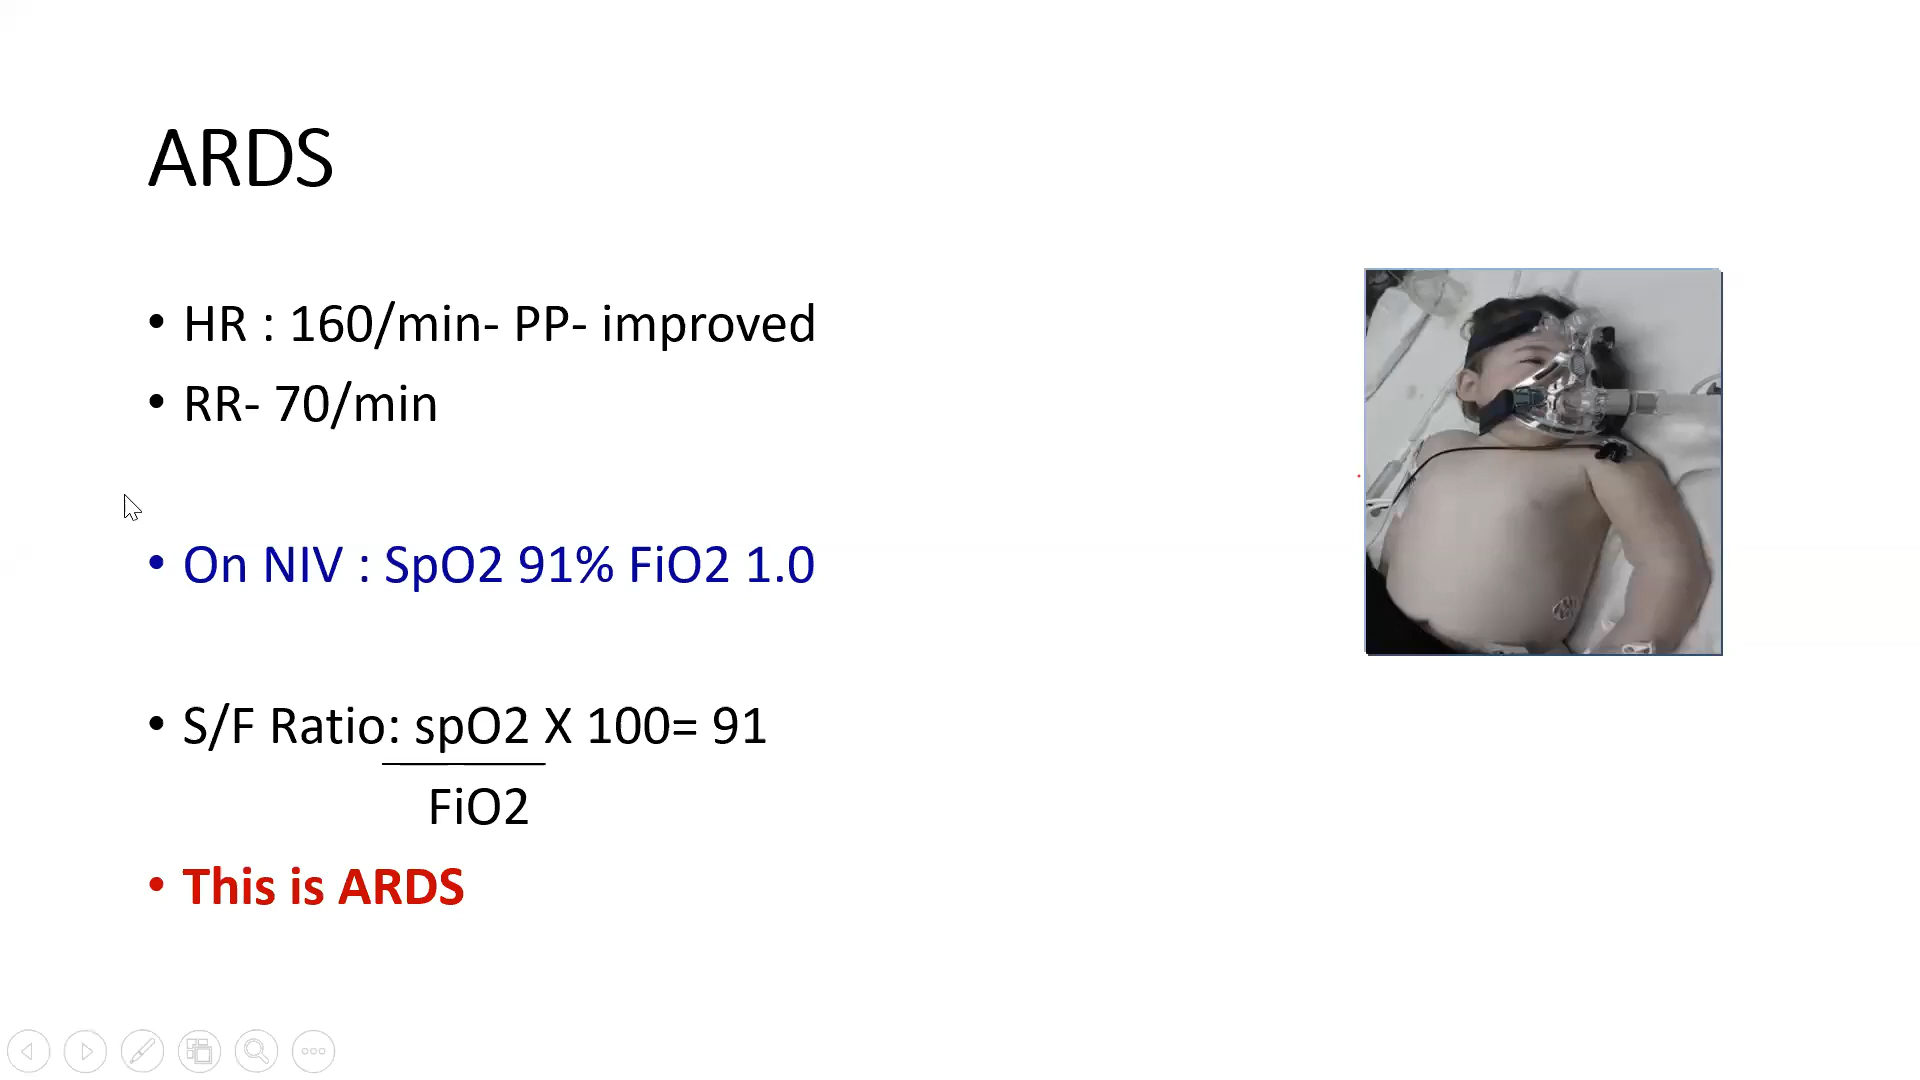 ARDS
• HR : 160/min- PP- improved
• RR- 70/min
• On NIV : SpO2 91% FiO2 1.0
• S/F Ratio: spO2 X 100= 91
FiO2
• This is ARDS